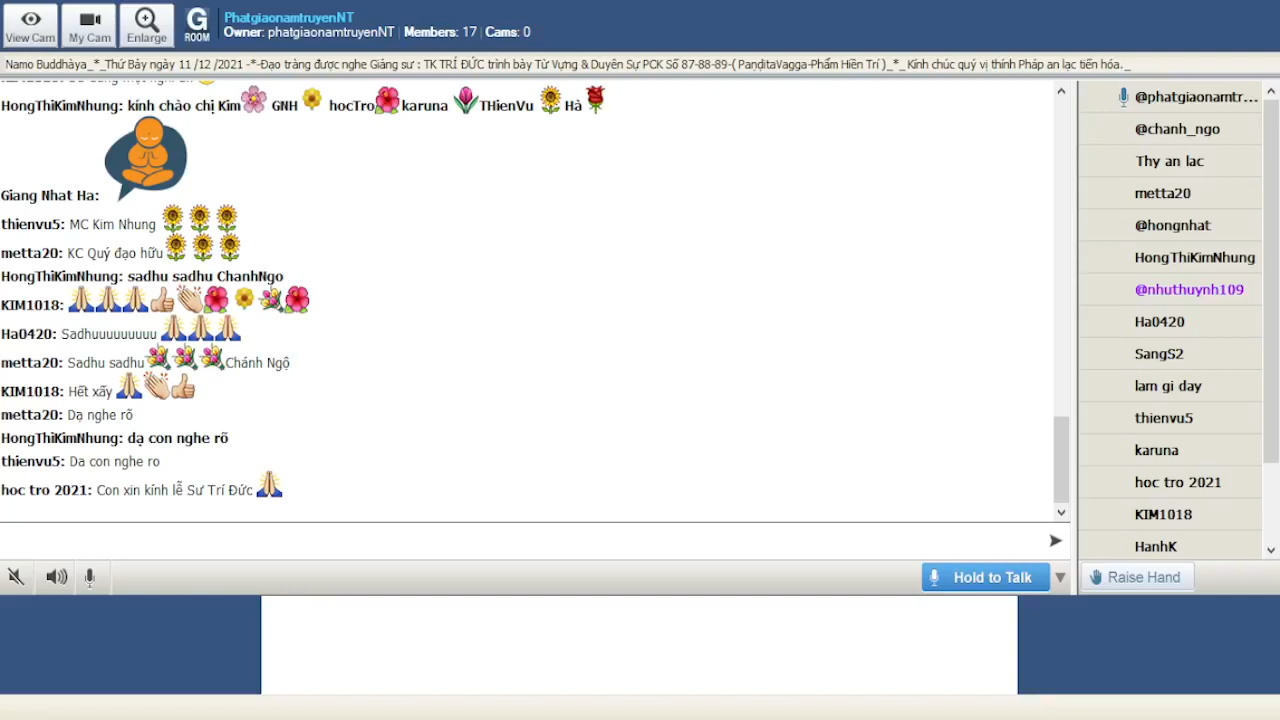 View Cam
My Cam
Enlarge
G
ROOM
PhatgiaonamtruyenNT
Owner: phatgiaonamtruyenNT | Members: 17 | Cams: 0
Namo Buddhàya_*_Thứ Bảy ngày 11 /12 /2021 -*-Đạo tràng được nghe Giảng sư : TK TRÍ ĐỨC trình bày Từ Vựng & Duyên Sự PCK Số 87-88-89-( PanditaVagga-Phẩm Hiền Trí )_*_ Kính chúc quý vị thính Pháp an lạc tiến hóa._
HongThiKimNhung: kính chào chị Kim GNH hocTro karuna THienVu Hà
Giang Nhat Ha:
thienvu5: MC Kim Nhung
metta20: KC Quý đạo hữu
HongThiKimNhung: sadhu sadhu ChanhNgo
KIM1018:
Ha0420: Sadhuuuuuuuuu
metta20: Sadhu sadhu Chánh Ngộ
KIM1018: Hết xẩy
metta20: Dạ nghe rõ
HongThiKimNhung: dạ con nghe rõ
thienvu5: Da con nghe ro
hoc tro 2021: Con xin kính lễ Sư Trí Đức
Hold to Talk
@phatgiaonamtr...
@chanh_ngo
Thy an lac
metta20
@hongnhat
HongThiKimNhung
@nhuthuynh109
Ha0420
SangS2
lam gi day
thienvu5
karuna
hoc tro 2021
KIM1018
HanhK
Raise Hand